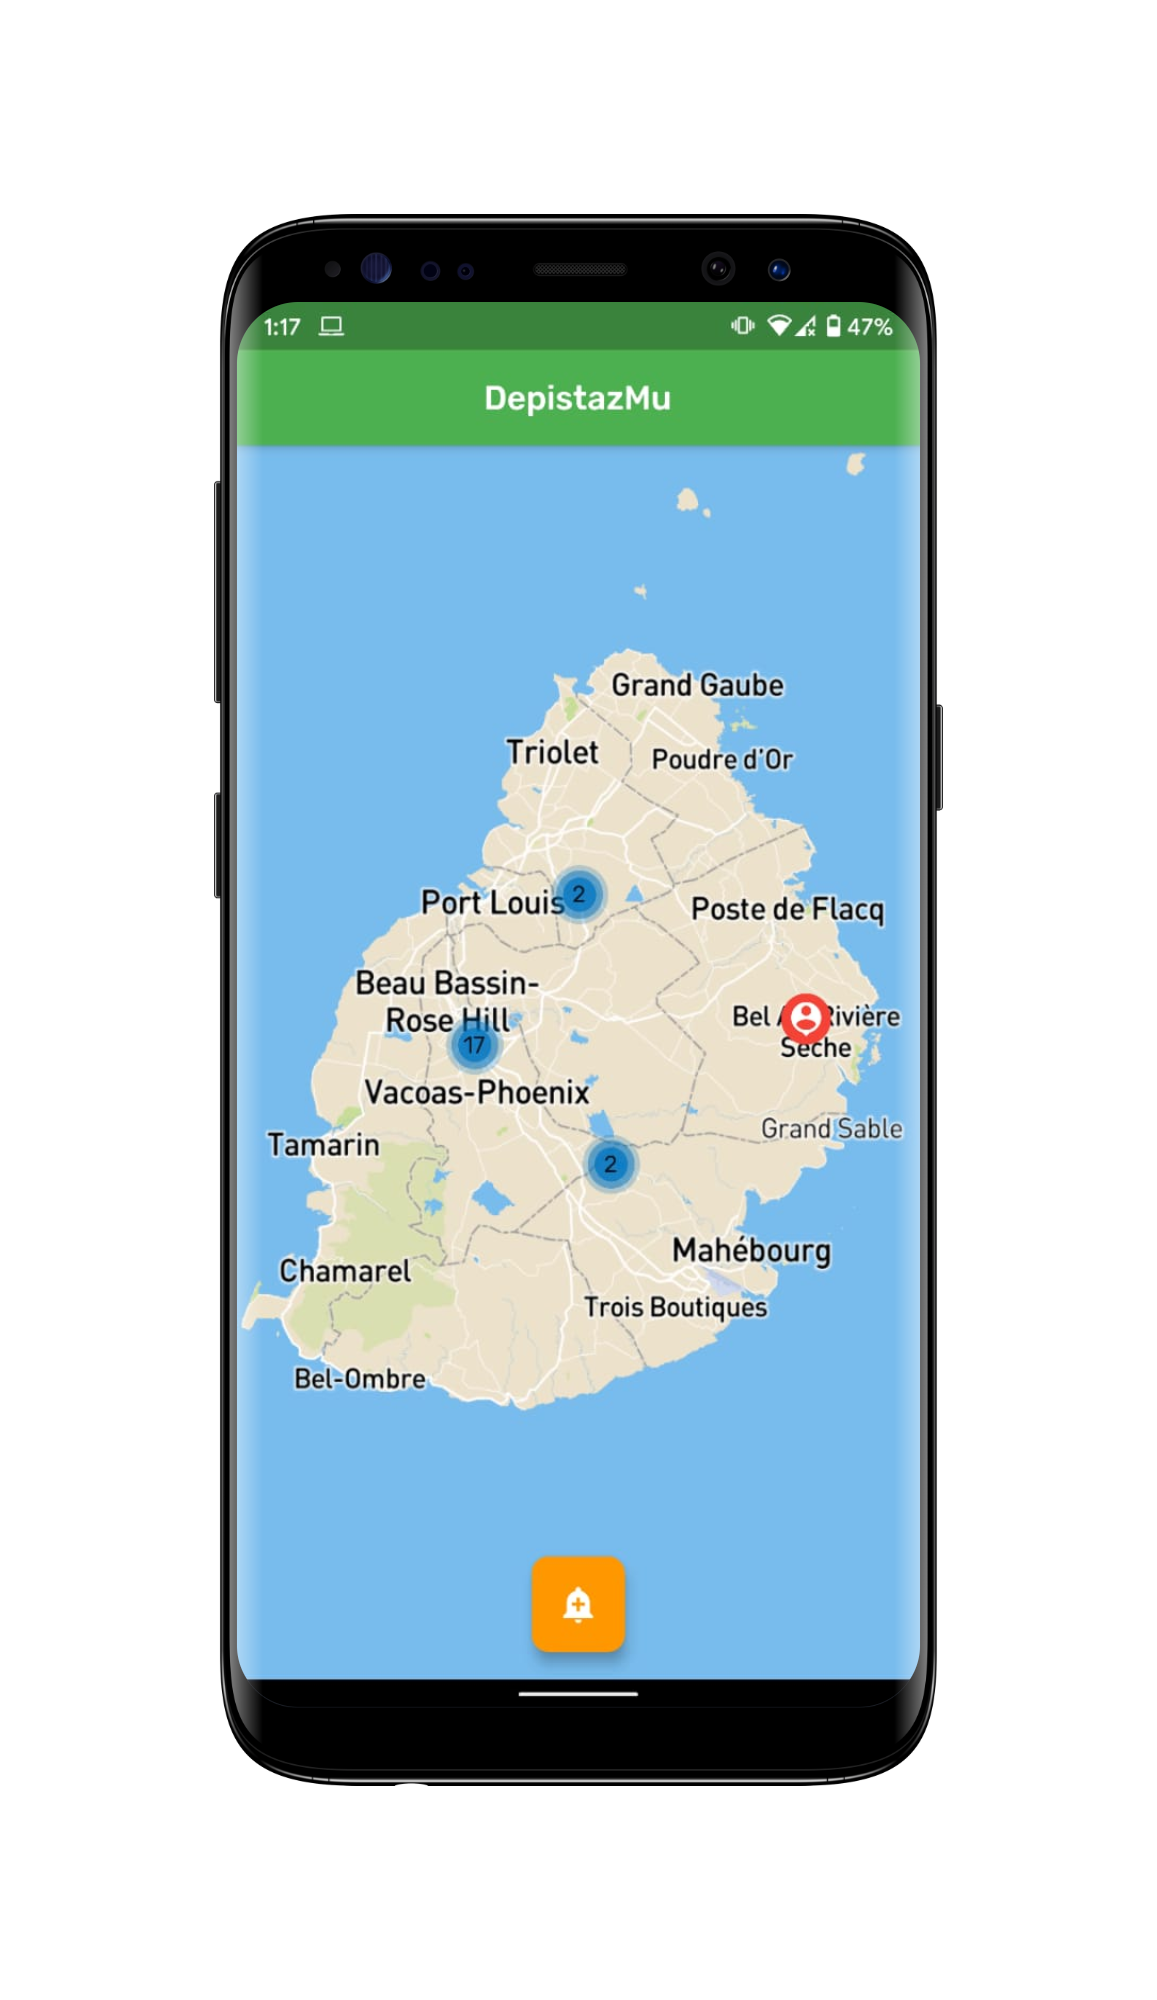 1:17 47%
DepistazMu
Grand Gaube
Triolet
Poudre d'Or
Port Louis
2
Poste de Flacq
Beau Bassin-
Rose Hill
17
Bel Rivière
Sèche
Vacoas-Phoenix
Grand Sable
Tamarin
2
Mahébourg
Chamarel
Trois Boutiques
Bel-Ombre